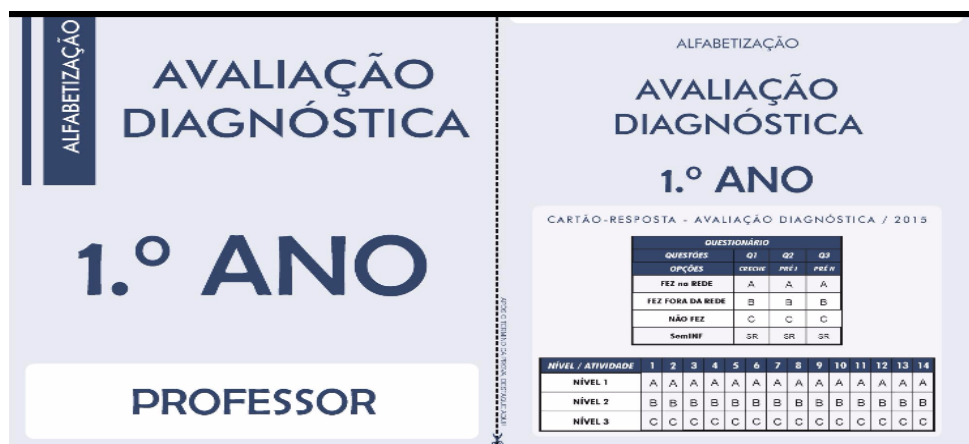 ALFABETIZAÇÃO
AVALIAÇÃO
DIAGNÓSTICA
1.º ANO
PROFESSOR
ALFABETIZAÇÃO
AVALIAÇÃO
DIAGNÓSTICA
1.º ANO
CARTÃO-RESPOSTA - AVALIAÇÃO DIAGNÓSTICA / 2015
QUESTIONÁRIO
QUESTÕES Q1 Q2 Q3
OPÇÕES CRECHE PRÉ I PRÉ II
FEZ na REDE A A A
FEZ FORA DA REDE B B B
NÃO FEZ C C C
SemINF SR SR SR
NÍVEL / ATIVIDADE 1 2 3 4 5 6 7 8 9 10 11 12 13 14
NÍVEL 1 A A A A A A A A A A A A A A
NÍVEL 2 B B B B B B B B B B B B B B
NÍVEL 3 C C C C C C C C C C C C C C